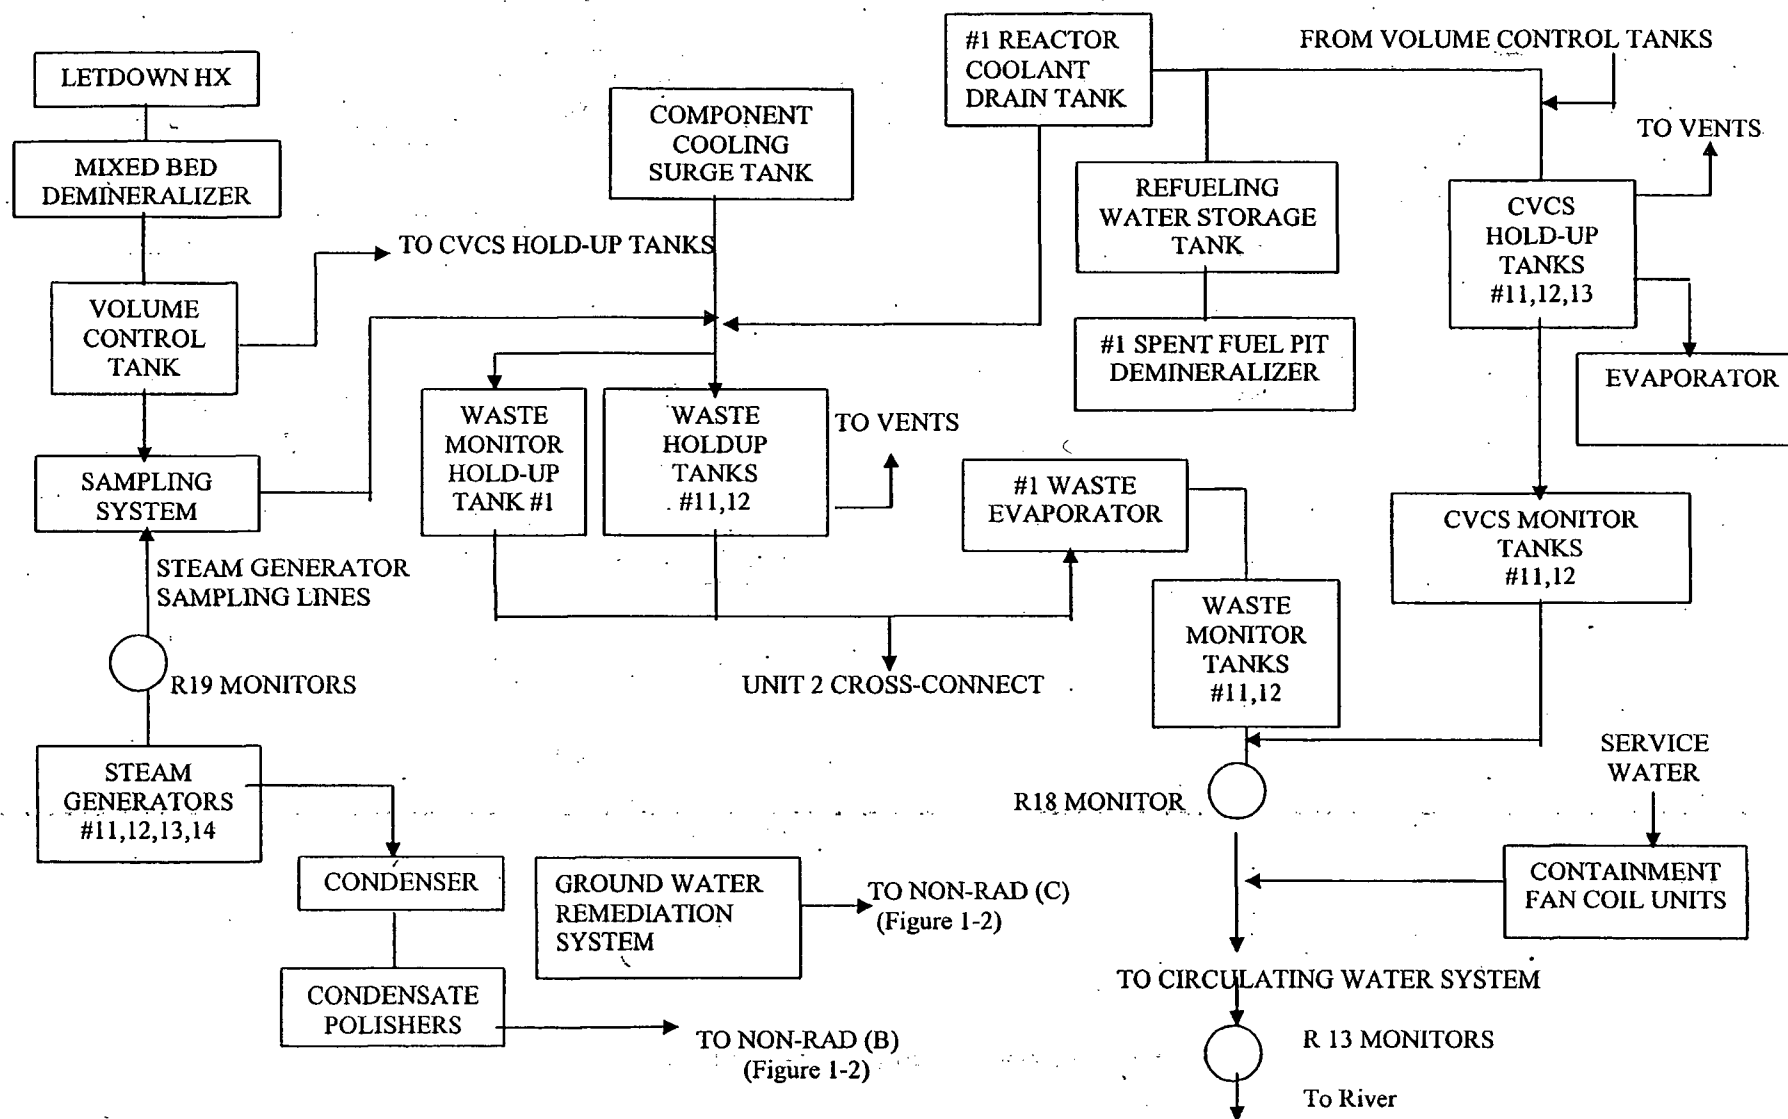 LETDOWN HX
MIXED BED
DEMINERALIZER
VOLUME
CONTROL
TANK
TO CVCS HOLD-UP TANKS
SAMPLING
SYSTEM
STEAM GENERATOR
SAMPLING LINES
R19 MONITORS
STEAM
GENERATORS
#11,12,13,14
CONDENSER
CONDENSATE
POLISHERS
TO NON-RAD (B)
(Figure 1-2)
GROUND WATER
REMEDIATION
SYSTEM
TO NON-RAD (C)
(Figure 1-2)
COMPONENT
COOLING
SURGE TANK
WASTE
MONITOR
HOLD-UP
TANK #1
WASTE
HOLDUP
TANKS
#11,12
TO VENTS
UNIT 2 CROSS-CONNECT
#1 REACTOR
COOLANT
DRAIN TANK
REFUELING
WATER STORAGE
TANK
#1 SPENT FUEL PIT
DEMINERALIZER
#1 WASTE
EVAPORATOR
WASTE
MONITOR
TANKS
#11,12
R18 MONITOR
FROM VOLUME CONTROL TANKS
TO VENTS
CVCS
HOLD-UP
TANKS
#11,12,13
EVAPORATOR
CVCS MONITOR
TANKS
#11,12
SERVICE
WATER
CONTAINMENT
FAN COIL UNITS
TO CIRCULATING WATER SYSTEM
R 13 MONITORS
To River